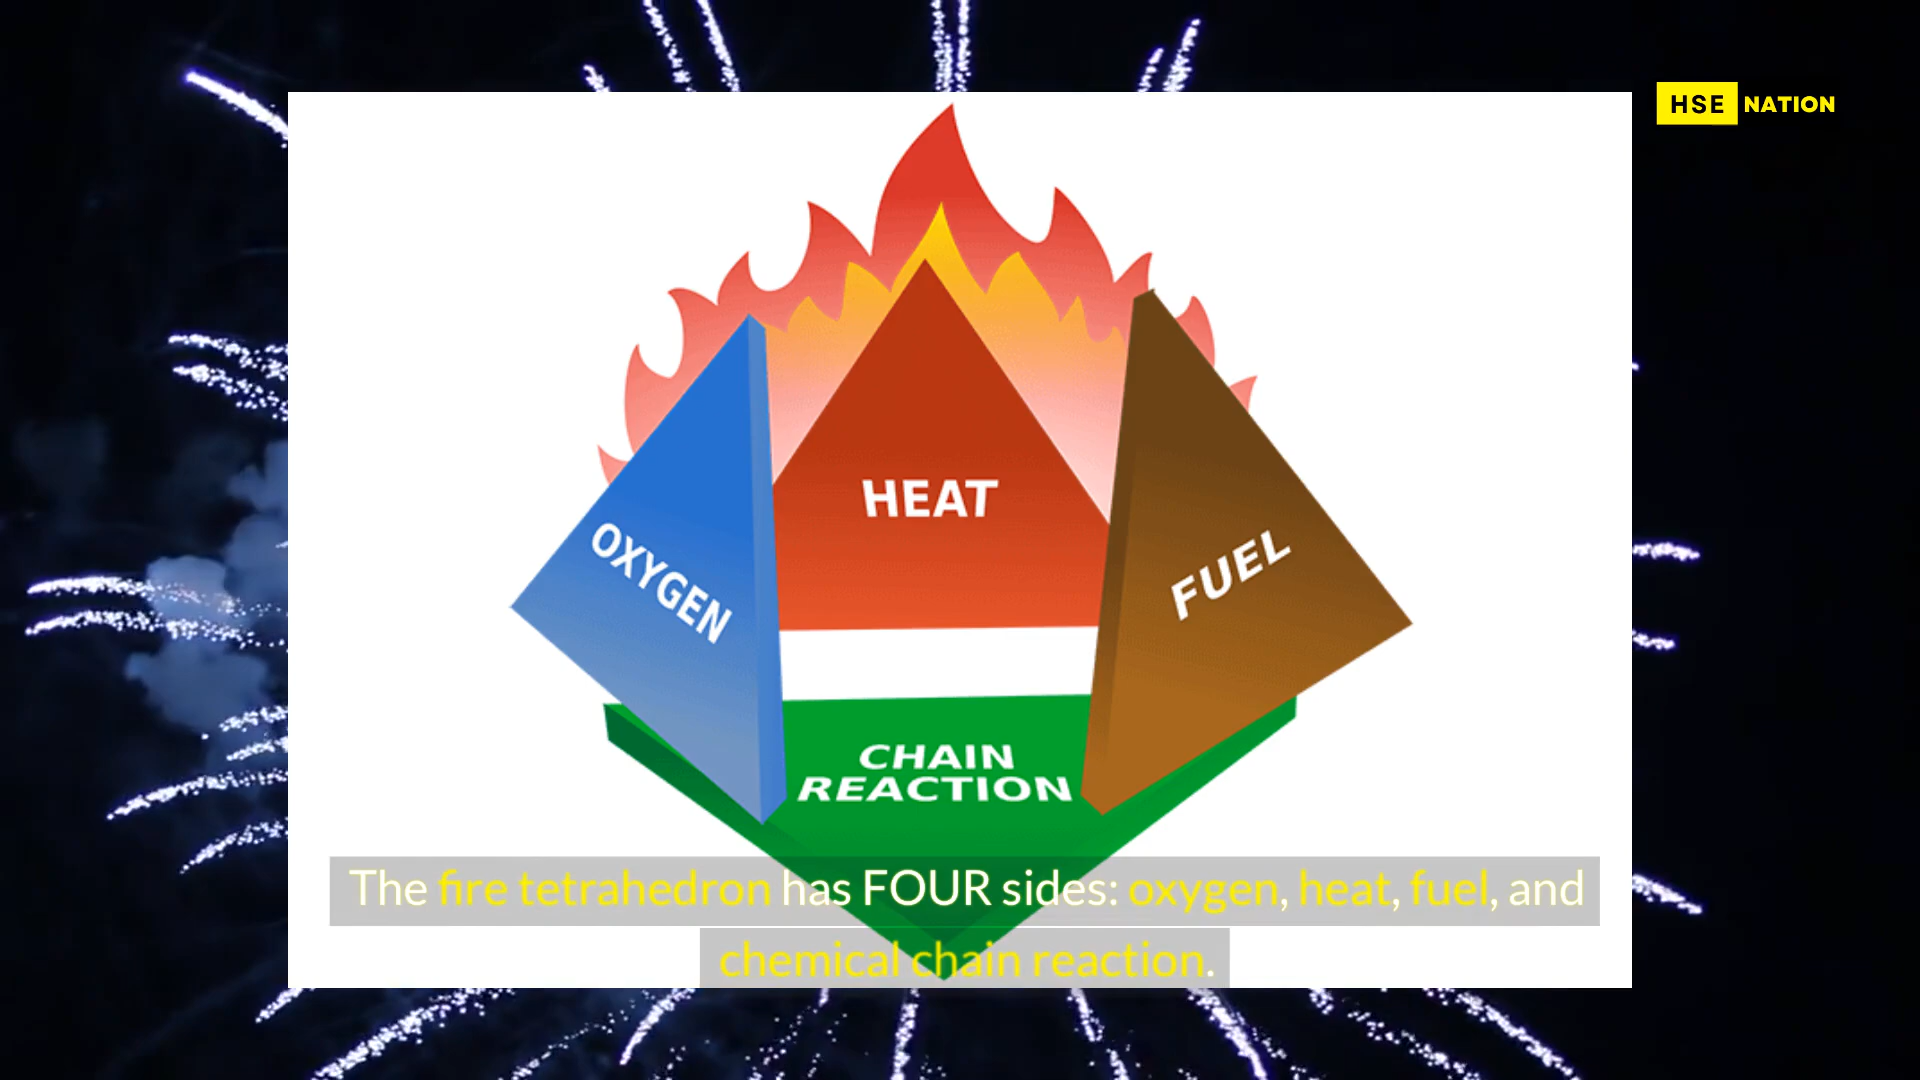 HSE NATION
HEAT
OXYGEN
FUEL
CHAIN
REACTION
The fire tetrahedron has FOUR sides: oxygen, heat, fuel, and
chemical chain reaction.